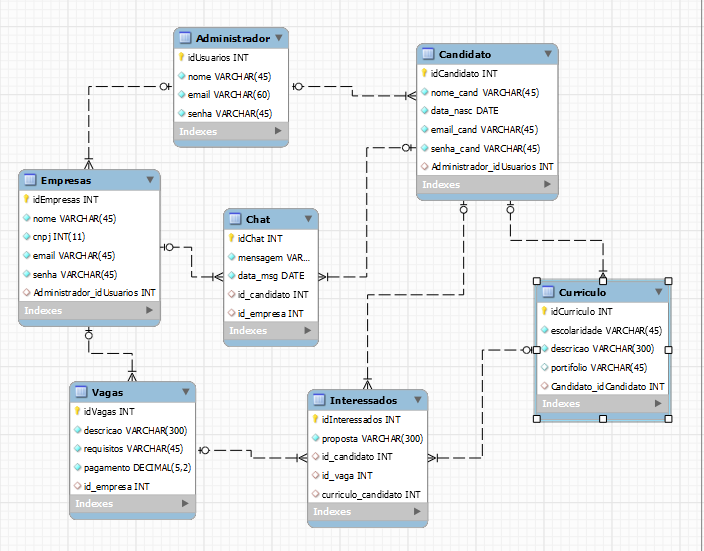 Administrador
idUsuarios INT
nome VARCHAR(45)
email VARCHAR(60)
senha VARCHAR(45)
Indexes
Candidato
idCandidato INT
nome_cand VARCHAR(45)
data_nasc DATE
email_cand VARCHAR(45)
senha_cand VARCHAR(45)
Administrador_idUsuarios INT
Indexes
Empresas
idEmpresas INT
nome VARCHAR(45)
cnpj INT(11)
email VARCHAR(45)
senha VARCHAR(45)
Administrador_idUsuarios INT
Indexes
Chat
idChat INT
mensagem VAR...
data_msg DATE
id_candidato INT
id_empresa INT
Indexes
Curriculo
idCurriculo INT
escolaridade VARCHAR(45)
descricao VARCHAR(300)
portifolio VARCHAR(45)
Candidato_idCandidato INT
Indexes
Vagas
idVagas INT
descricao VARCHAR(300)
requisitos VARCHAR(45)
pagamento DECIMAL(5,2)
id_empresa INT
Indexes
Interessados
idInteressados INT
proposta VARCHAR(300)
id_candidato INT
id_vaga INT
curriculo_candidato INT
Indexes